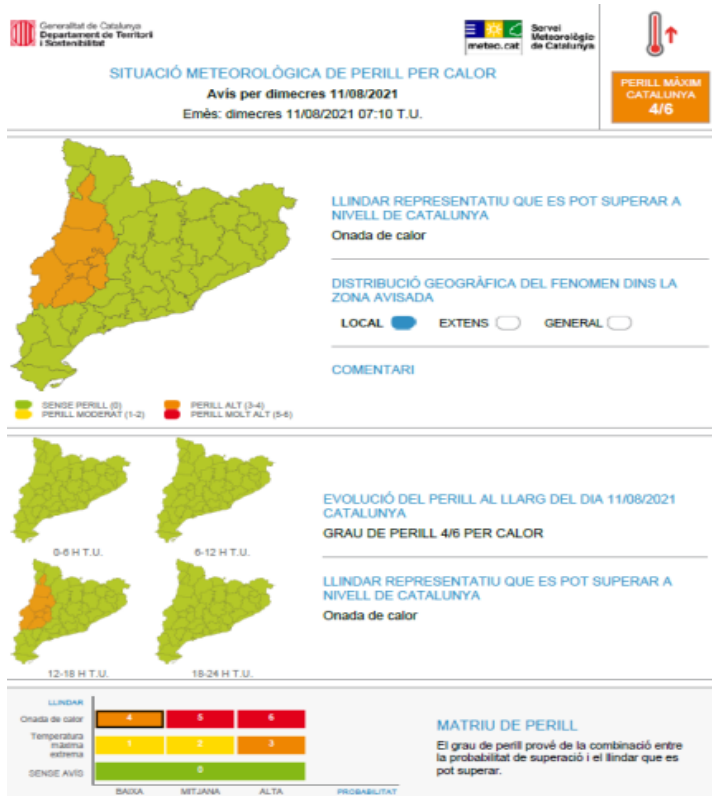 Generalitat de Catalunya
Departament de Territori
i Sostenibilitat
meteo.cat
Servei
Meteorològic
de Catalunya
SITUACIÓ METEOROLÒGICA DE PERILL PER CALOR
Avís per dimecres 11/08/2021
Emès: dimecres 11/08/2021 07:10 T.U.
PERILL MÀXIM
CATALUNYA
4/6
LLINDAR REPRESENTATIU QUE ES POT SUPERAR A
NIVELL DE CATALUNYA
Onada de calor
DISTRIBUCIÓ GEOGRÀFICA DEL FENOMEN DINS LA
ZONA AVISADA
LOCAL EXTENS GENERAL
COMENTARI
SENSE PERILL (0) PERILL ALT (3-4)
PERILL MODERAT (1-2) PERILL MOLT ALT (5-6)
0-6 H T.U. 6-12 H T.U.
12-18 H T.U. 18-24 H T.U.
EVOLUCIÓ DEL PERILL AL LLARG DEL DIA 11/08/2021
CATALUNYA
GRAU DE PERILL 4/6 PER CALOR
LLINDAR REPRESENTATIU QUE ES POT SUPERAR A
NIVELL DE CATALUNYA
Onada de calor
LLINDAR
Onada de calor 4 5 6
Temperatura
màxima
extrema 1 2 3
SENSE AVÍS 0
BAIXA MITJANA ALTA PROBABILITAT
MATRIU DE PERILL
El grau de perill prové de la combinació entre
la probabilitat de superació i el llindar que es
pot superar.